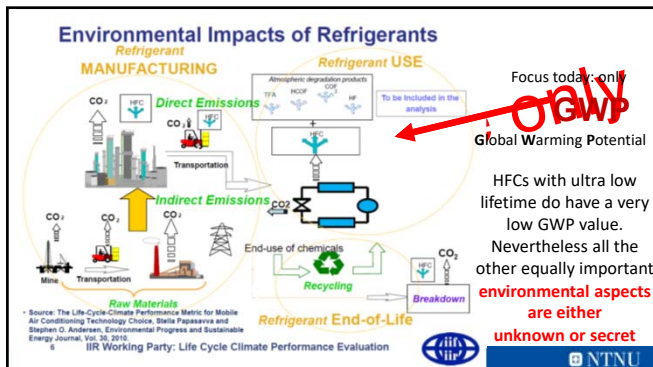 Environmental Impacts of Refrigerants
Refrigerant
MANUFACTURING
CO2
HFC
Direct Emissions
CO2
HFC
Transportation
Indirect Emissions
CO2
CO2
CO2
Mine
Transportation
Raw Materials
Refrigerant USE
Atmospheric degradation products
TFA
HCOF
COF2
HF
To be Included in the
analysis
+
HFC
CO2
End-use of chemicals
Recycling
HFC
CO2
Breakdown
Refrigerant End-of-Life
• Source: The Life-Cycle-Climate Performance Metric for Mobile
Air Conditioning Technology Choice, Stella Papasavva and
Stephen O. Andersen, Environmental Progress and Sustainable
Energy Journal, Vol. 30, 2010.
6 IIR Working Party: Life Cycle Climate Performance Evaluation
iifiir
Focus today: only
only
GWP
Global Warming Potential
HFCs with ultra low
lifetime do have a very
low GWP value.
Nevertheless all the
other equally important
environmental aspects
are either
unknown or secret
NTNU